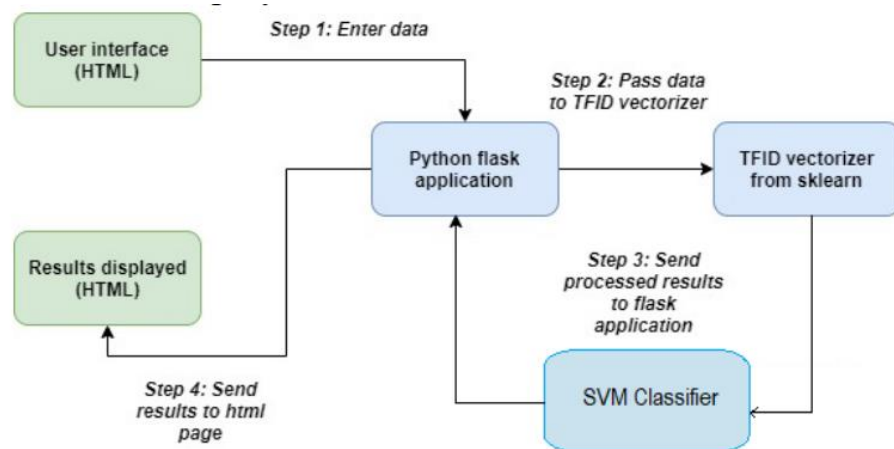 Step 1: Enter data
User interface
(HTML)
Step 2: Pass data
to TFID vectorizer
Python flask
application
TFID vectorizer
from sklearn
Results displayed
(HTML)
Step 3: Send
processed results
to flask
application
Step 4: Send
results to html
page
SVM Classifier